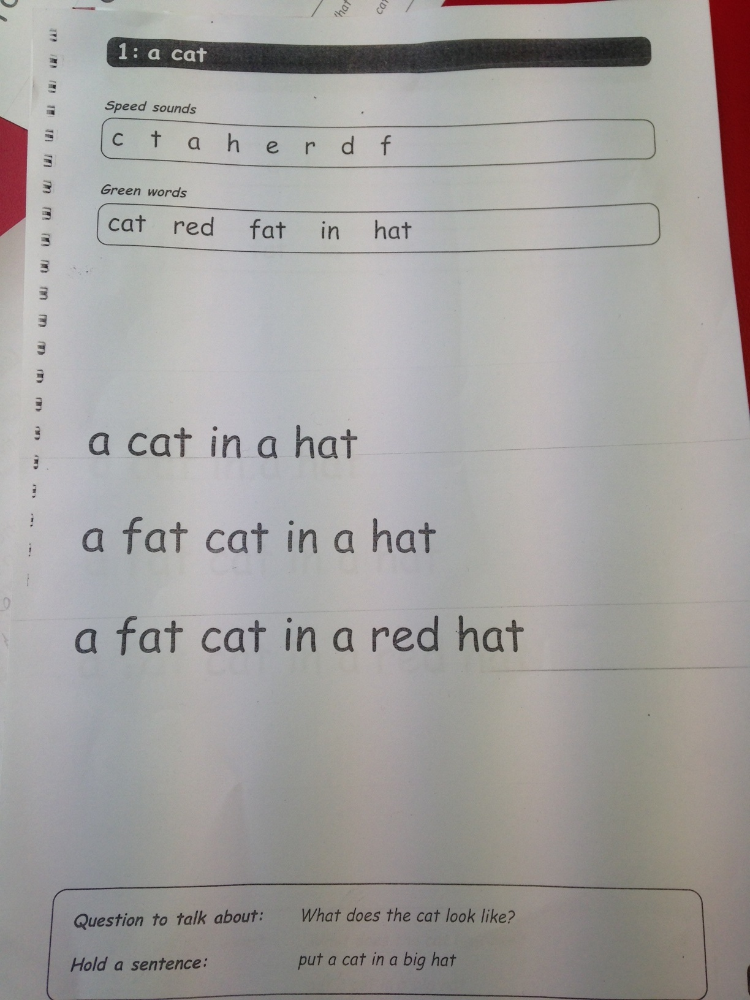 'hat
cat
1: a cat
Speed sounds
c t a h e r d f
Green words
cat red fat in hat
a cat in a hat
a fat cat in a hat
a fat cat in a red hat
Question to talk about: What does the cat look like?
Hold a sentence: put a cat in a big hat